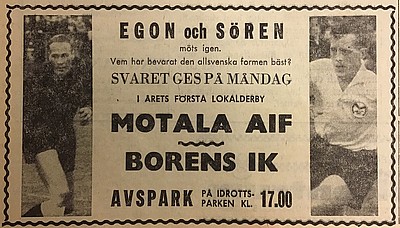 EGON och SÖREN
möts igen.
Vem har bevarat den allsvenska formen bäst?
SVARET GES PÅ MÅNDAG
I ÅRETS FÖRSTA LOKALDERBY
MOTALA AIF
BORENS IK
AVSPARK PÅ IDROTTS-
PARKEN KL. 17.00